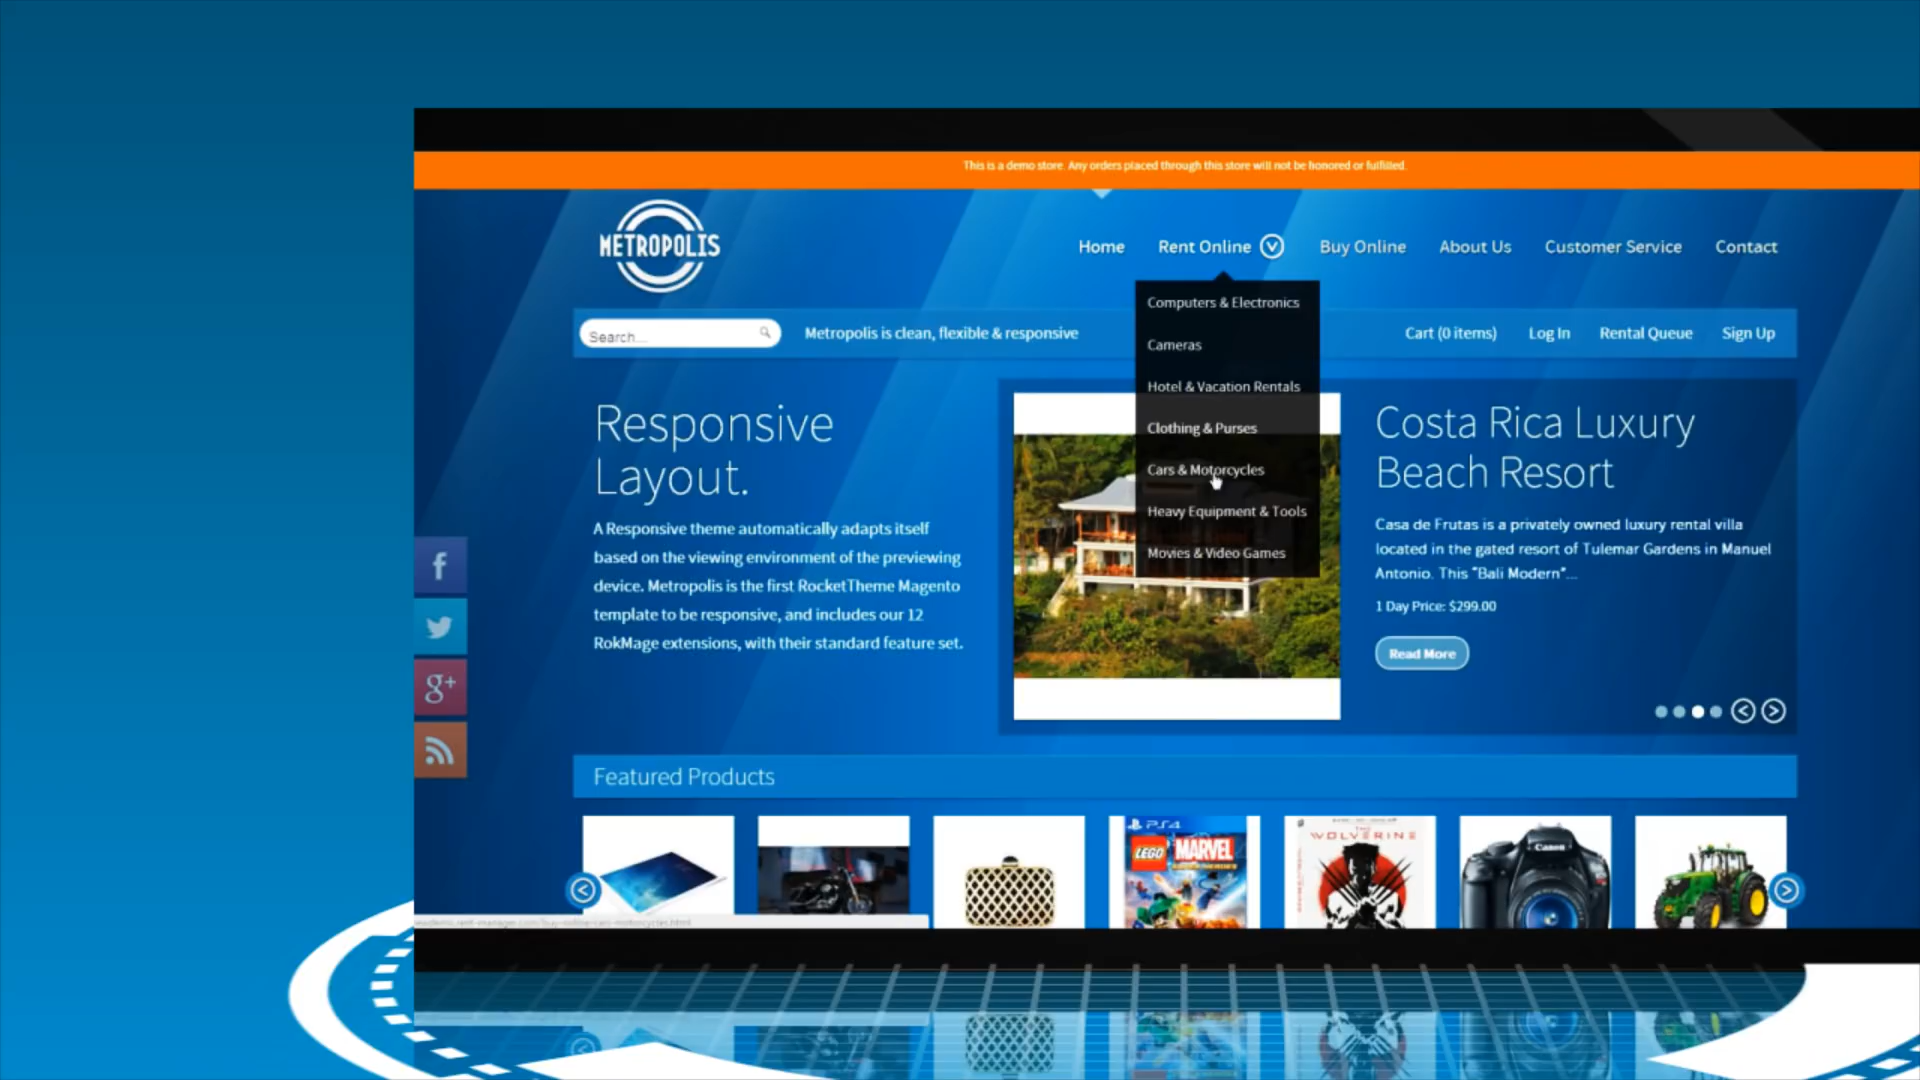 This is a demo store. Any orders placed through this store will not be honored or fulfilled.
METROPOLIS
Home
Rent Online
Buy Online
About Us
Customer Service
Contact
Computers & Electronics
Cameras
Hotel & Vacation Rentals
Clothing & Purses
Cars & Motorcycles
Heavy Equipment & Tools
Movies & Video Games
Search...
Metropolis is clean, flexible & responsive
Cart (0 items)
Log In
Rental Queue
Sign Up
Responsive
Layout.
A Responsive theme automatically adapts itself
based on the viewing environment of the previewing
device. Metropolis is the first RocketTheme Magento
template to be responsive, and includes our 12
RokMage extensions, with their standard feature set.
Costa Rica Luxury
Beach Resort
Casa de Frutas is a privately owned luxury rental villa
located in the gated resort of Tulemar Gardens in Manuel
Antonio. This "Bali Modern"...
1 Day Price: $299.00
Read More
f
g+
Featured Products
PS4
LEGO MARVEL
THE
WOLVERINE
Canon